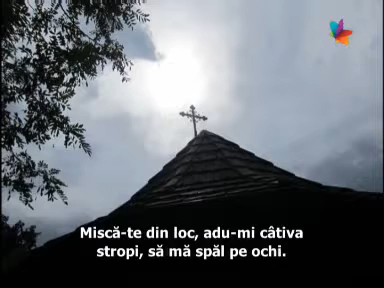 Mișcă-te din loc, adu-mi câtiva
stropi, să mă spăl pe ochi.